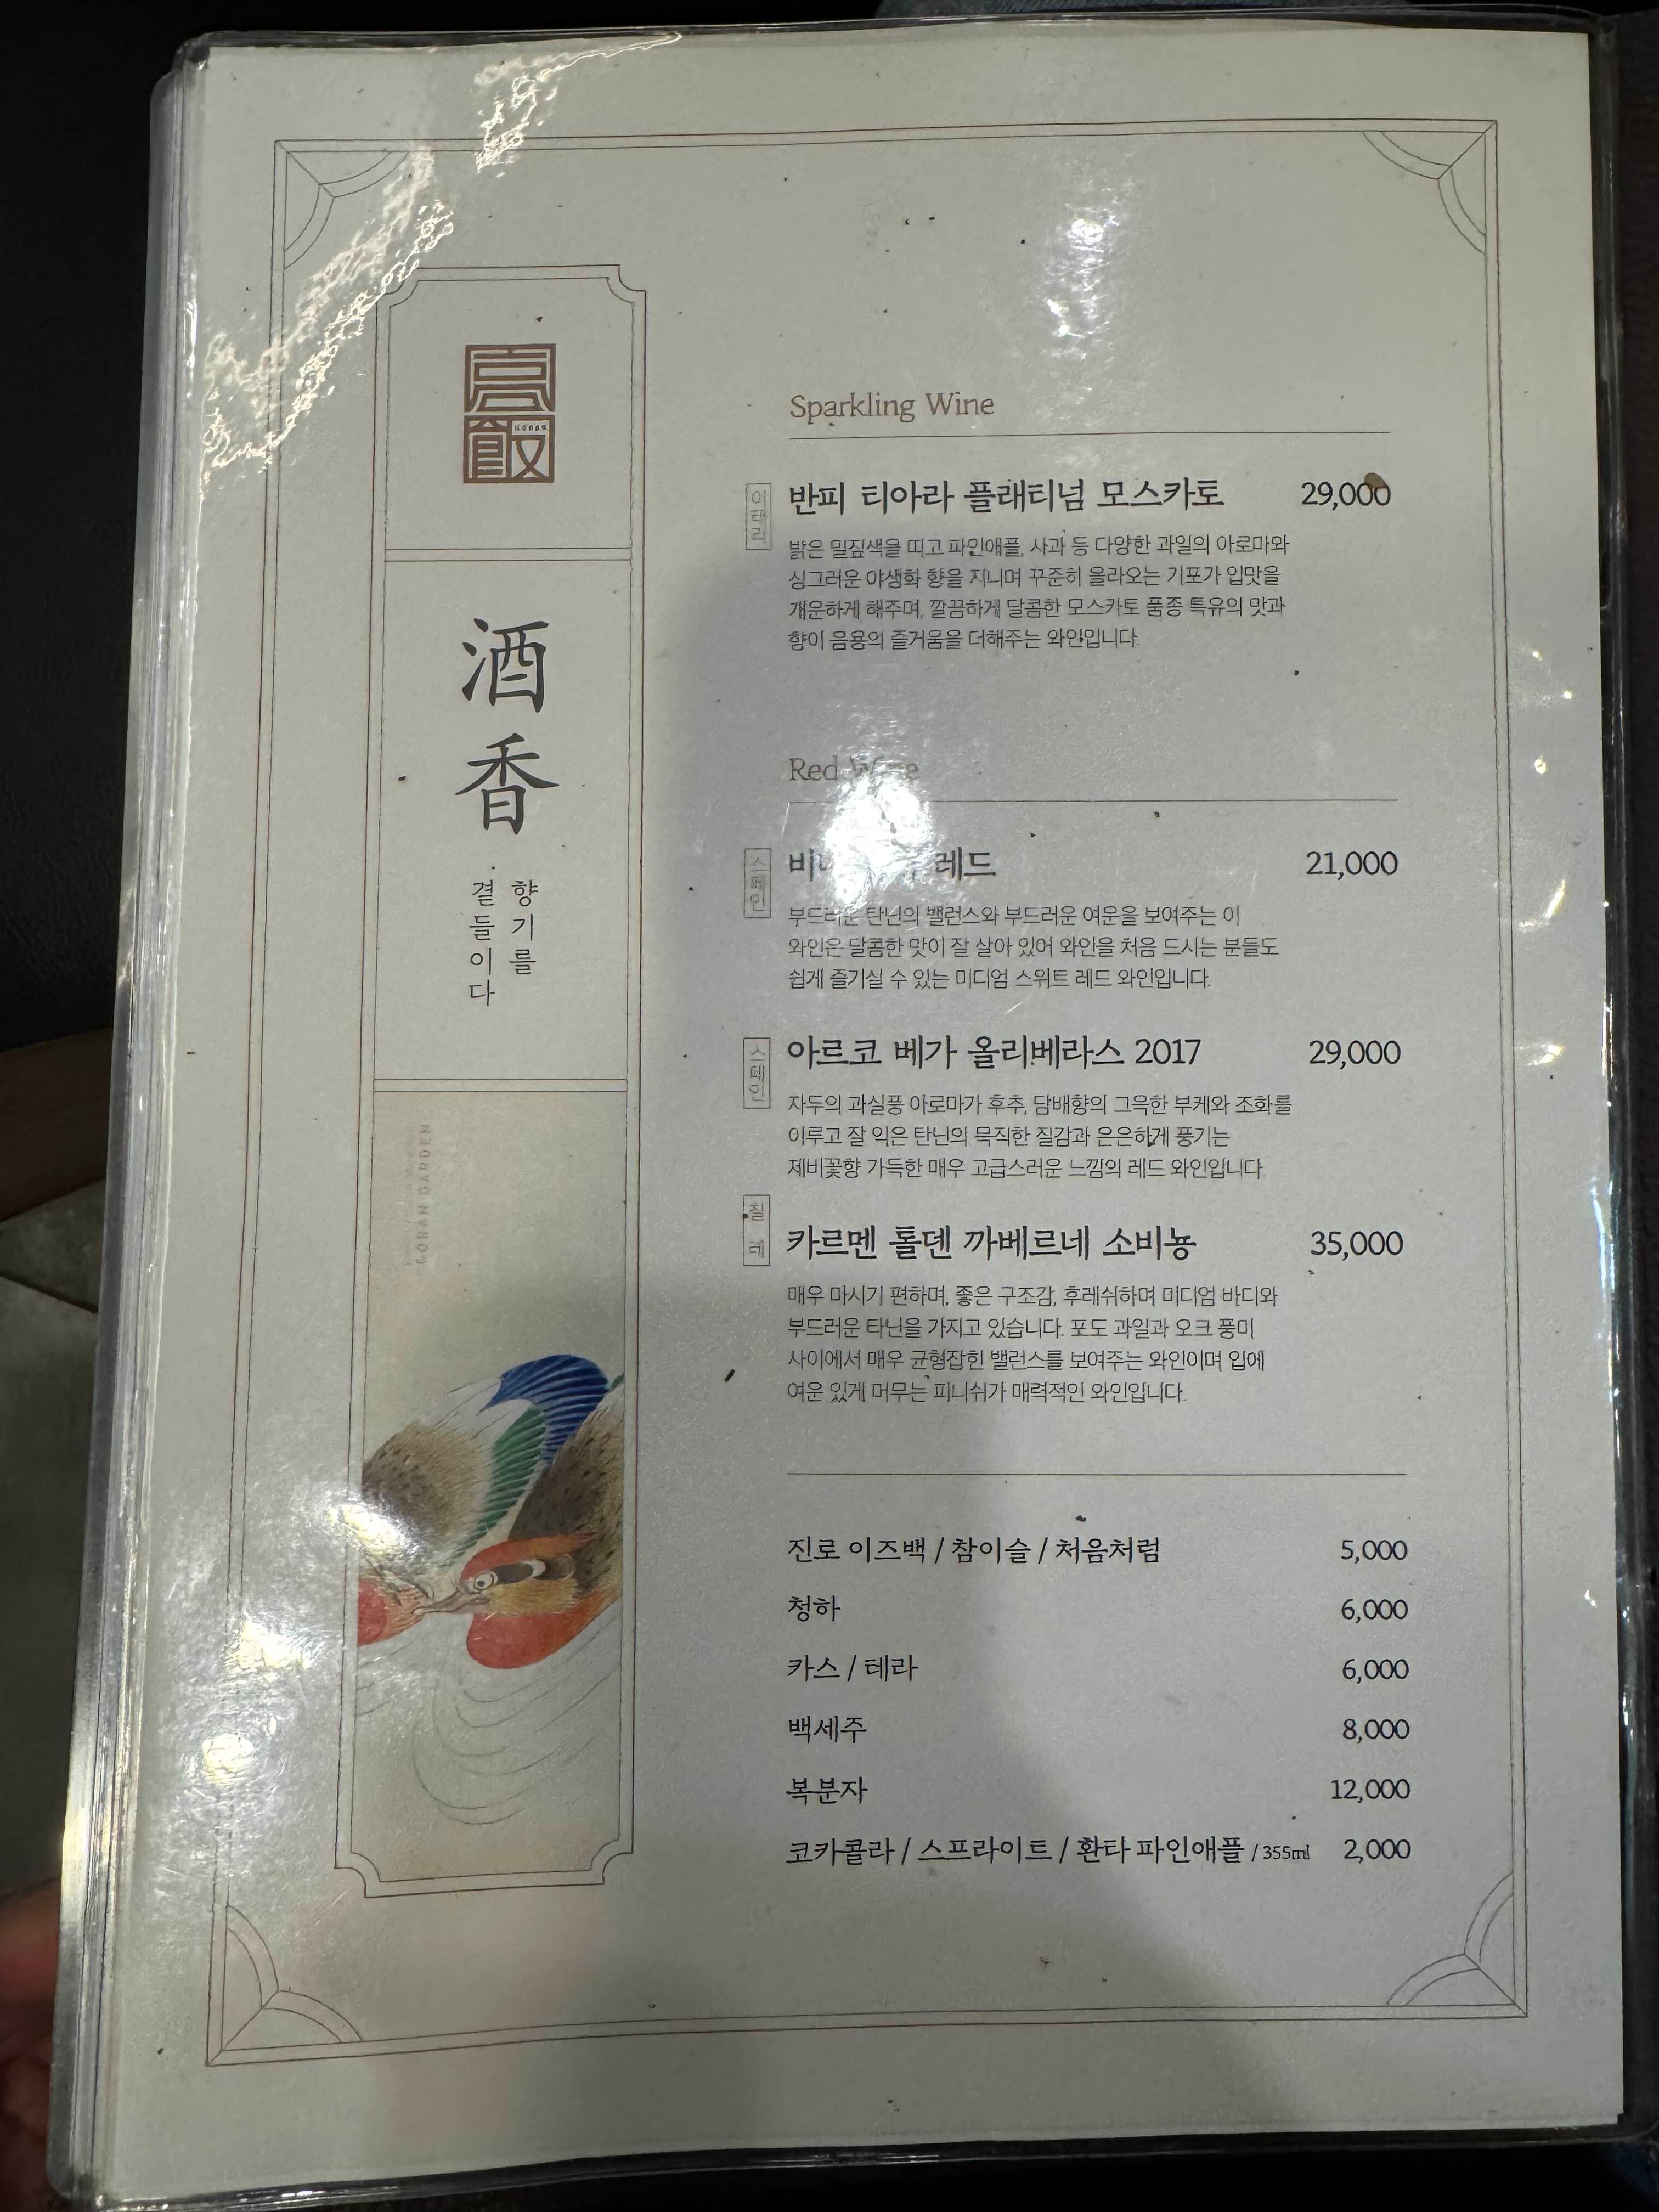 高
飯
酒
香
향기를
곁들이다
GORAN GARDEN
Sparkling Wine
이태리
반피 티아라 플래티넘 모스카토 29,000
밝은 밀짚색을 띠고 파인애플, 사과 등 다양한 과일의 아로마와
싱그러운 야생화 향을 지니며 꾸준히 올라오는 기포가 입맛을
개운하게 해주며, 깔끔하게 달콤한 모스카토 품종 특유의 맛과
향이 음용의 즐거움을 더해주는 와인입니다.
Red Wine
스페인
레드 21,000
부드러운 탄닌의 밸런스와 부드러운 여운을 보여주는 이
와인은 달콤한 맛이 잘 살아 있어 와인을 처음 드시는 분들도
쉽게 즐기실 수 있는 미디엄 스위트 레드 와인입니다.
스페인
아르코 베가 올리베라스 2017 29,000
자두의 과실풍 아로마가 후추, 담배향의 그윽한 부케와 조화를
이루고 잘 익은 탄닌의 묵직한 질감과 은은하게 풍기는
제비꽃향 가득한 매우 고급스러운 느낌의 레드 와인입니다.
칠레
카르멘 톨덴 까베르네 소비뇽 35,000
매우 마시기 편하며, 좋은 구조감, 후레쉬하며 미디엄 바디와
부드러운 타닌을 가지고 있습니다. 포도 과일과 오크 풍미
사이에서 매우 균형잡힌 밸런스를 보여주는 와인이며 입에
여운 있게 머무는 피니쉬가 매력적인 와인입니다.
진로 이즈백 / 참이슬 / 처음처럼 5,000
청하 6,000
카스 / 테라 6,000
백세주 8,000
복분자 12,000
코카콜라 / 스프라이트 / 환타 파인애플 / 355ml 2,000